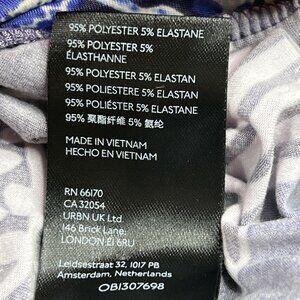 95% POLYESTER 5% ELASTANE
95% POLYESTER 5%
ÉLASTHANNE
95% POLYESTER 5% ELASTAN
95% POLIESTERE 5% ELASTAN
95% POLIÉSTER 5% ELASTANE
95% 聚酯纤维 5% 氨纶
MADE IN VIETNAM
HECHO EN VIETNAM
RN 66170
CA 32054
URBN UK Ltd.
146 Brick Lane
LONDON E1 6RU
Leidsestraat 32, 1017 PB
Amsterdam, Netherlands
OB1307698